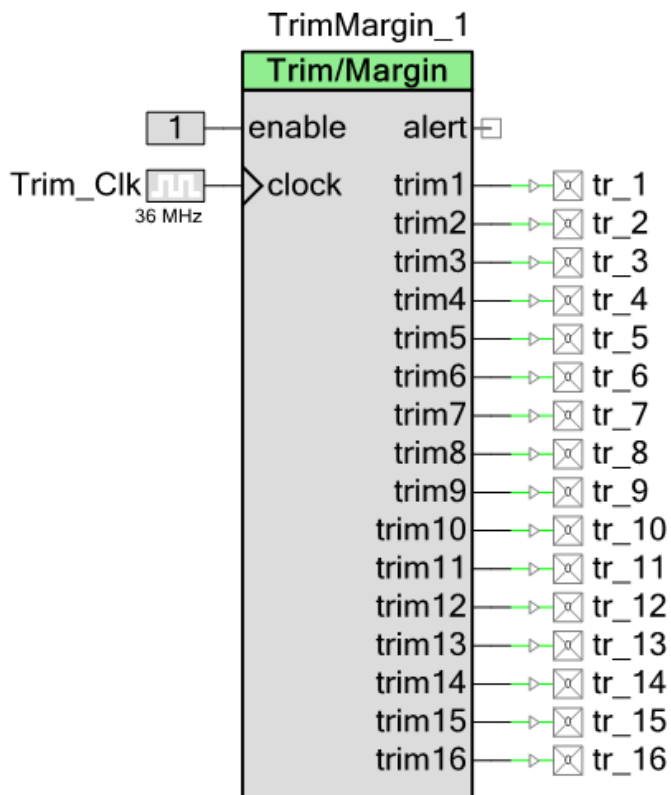 TrimMargin_1
Trim/Margin
1 enable alert
Trim_Clk clock trim1 tr_1
36 MHz
trim2 tr_2
trim3 tr_3
trim4 tr_4
trim5 tr_5
trim6 tr_6
trim7 tr_7
trim8 tr_8
trim9 tr_9
trim10 tr_10
trim11 tr_11
trim12 tr_12
trim13 tr_13
trim14 tr_14
trim15 tr_15
trim16 tr_16